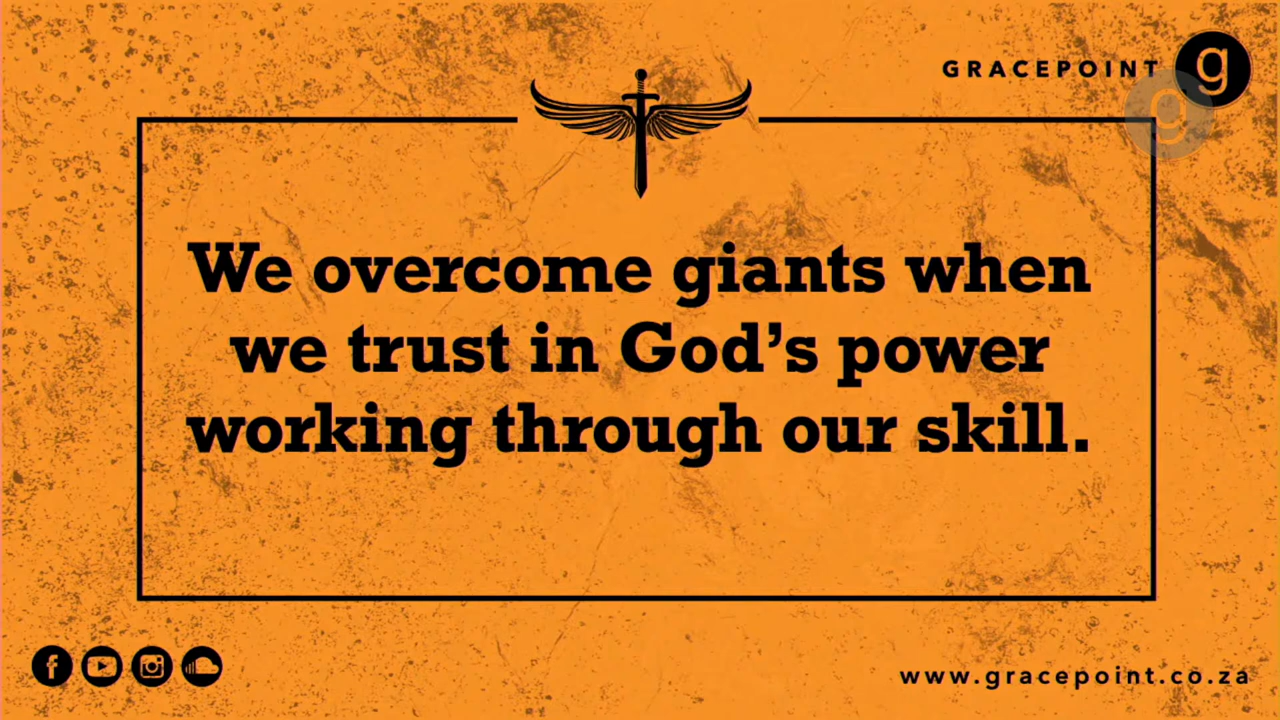 GRACEPOINT g
g
We overcome giants when
we trust in God’s power
working through our skill.
www.gracepoint.co.za